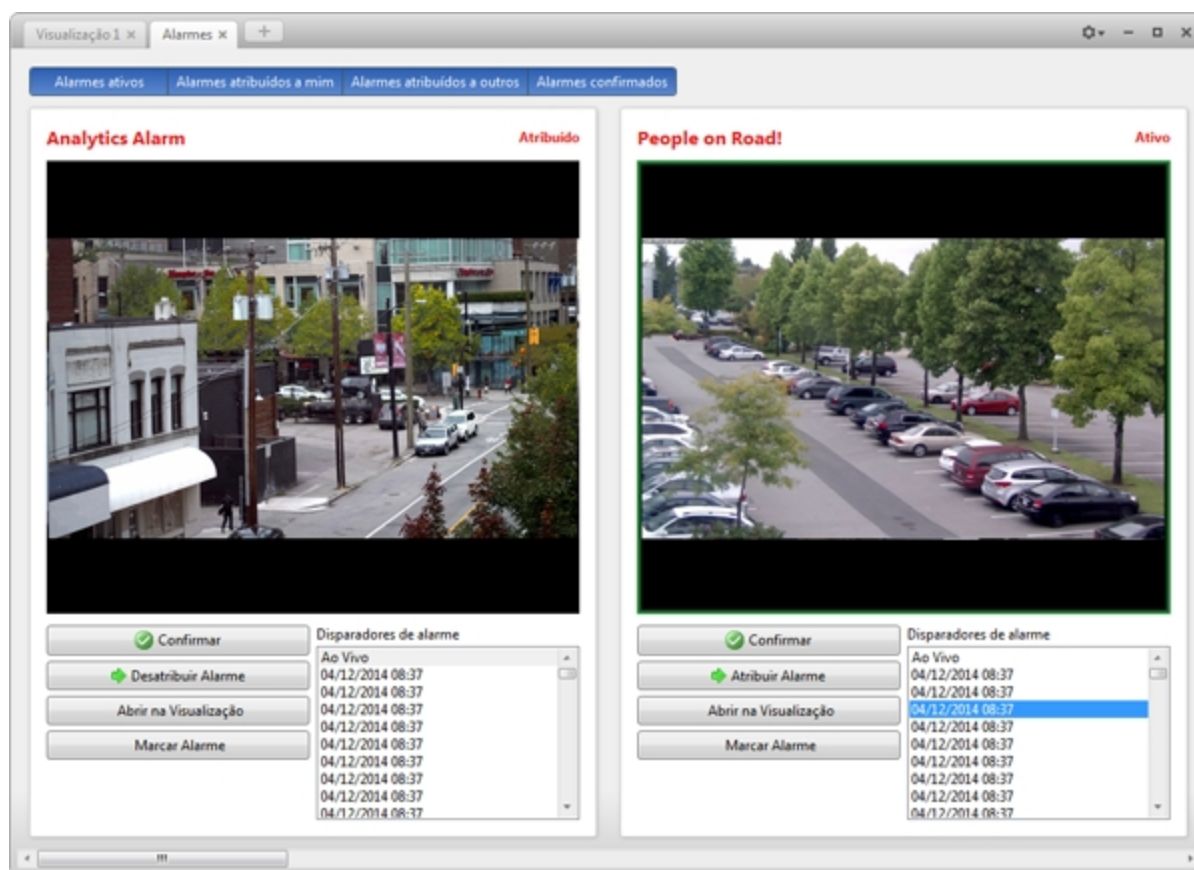 Visualização 1
Alarmes
Alarmes ativos
Alarmes atribuídos a mim
Alarmes atribuídos a outros
Alarmes confirmados
Analytics Alarm
Atribuído
Confirmar
Desatribuir Alarme
Abrir na Visualização
Marcar Alarme
Disparadores de alarme
Ao Vivo
04/12/2014 08:37
04/12/2014 08:37
04/12/2014 08:37
04/12/2014 08:37
04/12/2014 08:37
04/12/2014 08:37
04/12/2014 08:37
04/12/2014 08:37
04/12/2014 08:37
People on Road!
Ativo
Confirmar
Atribuir Alarme
Abrir na Visualização
Marcar Alarme
Disparadores de alarme
Ao Vivo
04/12/2014 08:37
04/12/2014 08:37
04/12/2014 08:37
04/12/2014 08:37
04/12/2014 08:37
04/12/2014 08:37
04/12/2014 08:37
04/12/2014 08:37
04/12/2014 08:37